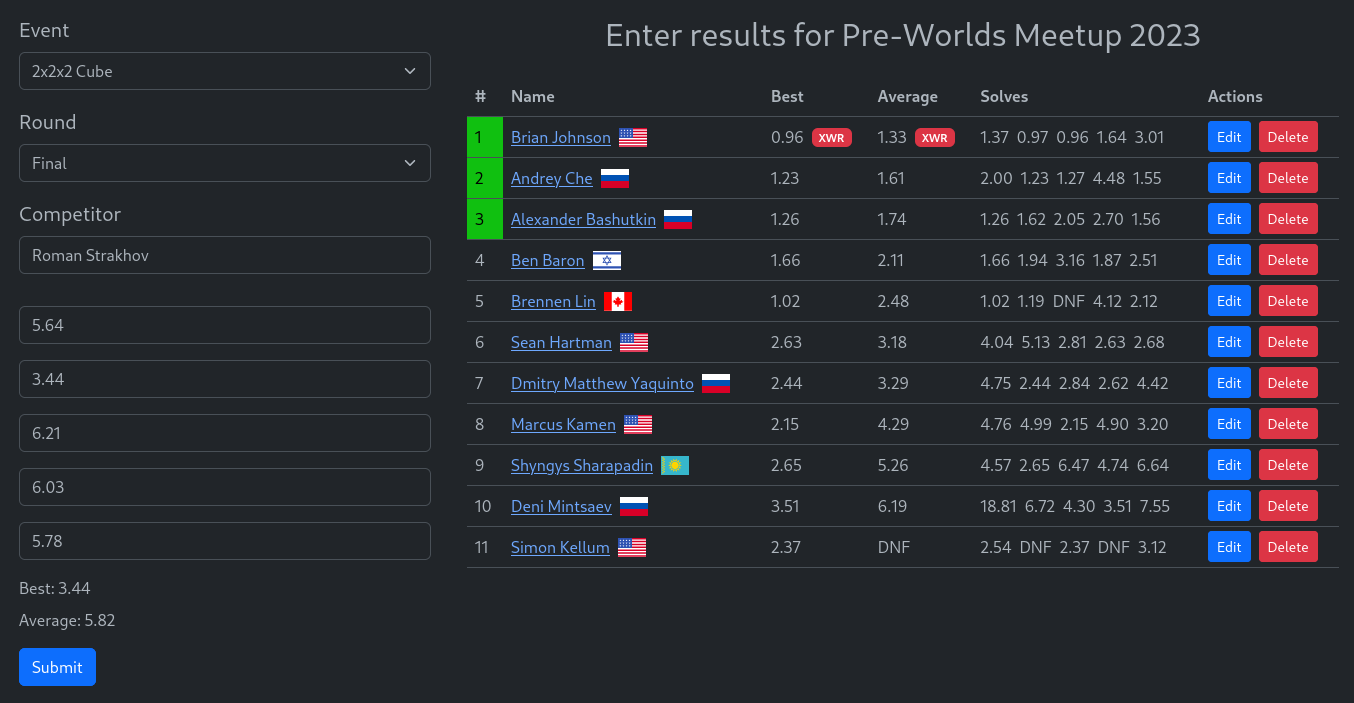 Event
2x2x2 Cube
Round
Final
Competitor
Roman Strakhov
5.64
3.44
6.21
6.03
5.78
Best: 3.44
Average: 5.82
Submit
Enter results for Pre-Worlds Meetup 2023
# Name Best Average Solves Actions
1 Brian Johnson 0.96 XWR 1.33 XWR 1.37 0.97 0.96 1.64 3.01 Edit Delete
2 Andrey Che 1.23 1.61 2.00 1.23 1.27 4.48 1.55 Edit Delete
3 Alexander Bashutkin 1.26 1.74 1.26 1.62 2.05 2.70 1.56 Edit Delete
4 Ben Baron 1.66 2.11 1.66 1.94 3.16 1.87 2.51 Edit Delete
5 Brennen Lin 1.02 2.48 1.02 1.19 DNF 4.12 2.12 Edit Delete
6 Sean Hartman 2.63 3.18 4.04 5.13 2.81 2.63 2.68 Edit Delete
7 Dmitry Matthew Yaquinto 2.44 3.29 4.75 2.44 2.84 2.62 4.42 Edit Delete
8 Marcus Kamen 2.15 4.29 4.76 4.99 2.15 4.90 3.20 Edit Delete
9 Shyngys Sharapadin 2.65 5.26 4.57 2.65 6.47 4.74 6.64 Edit Delete
10 Deni Mintsaev 3.51 6.19 18.81 6.72 4.30 3.51 7.55 Edit Delete
11 Simon Kellum 2.37 DNF 2.54 DNF 2.37 DNF 3.12 Edit Delete